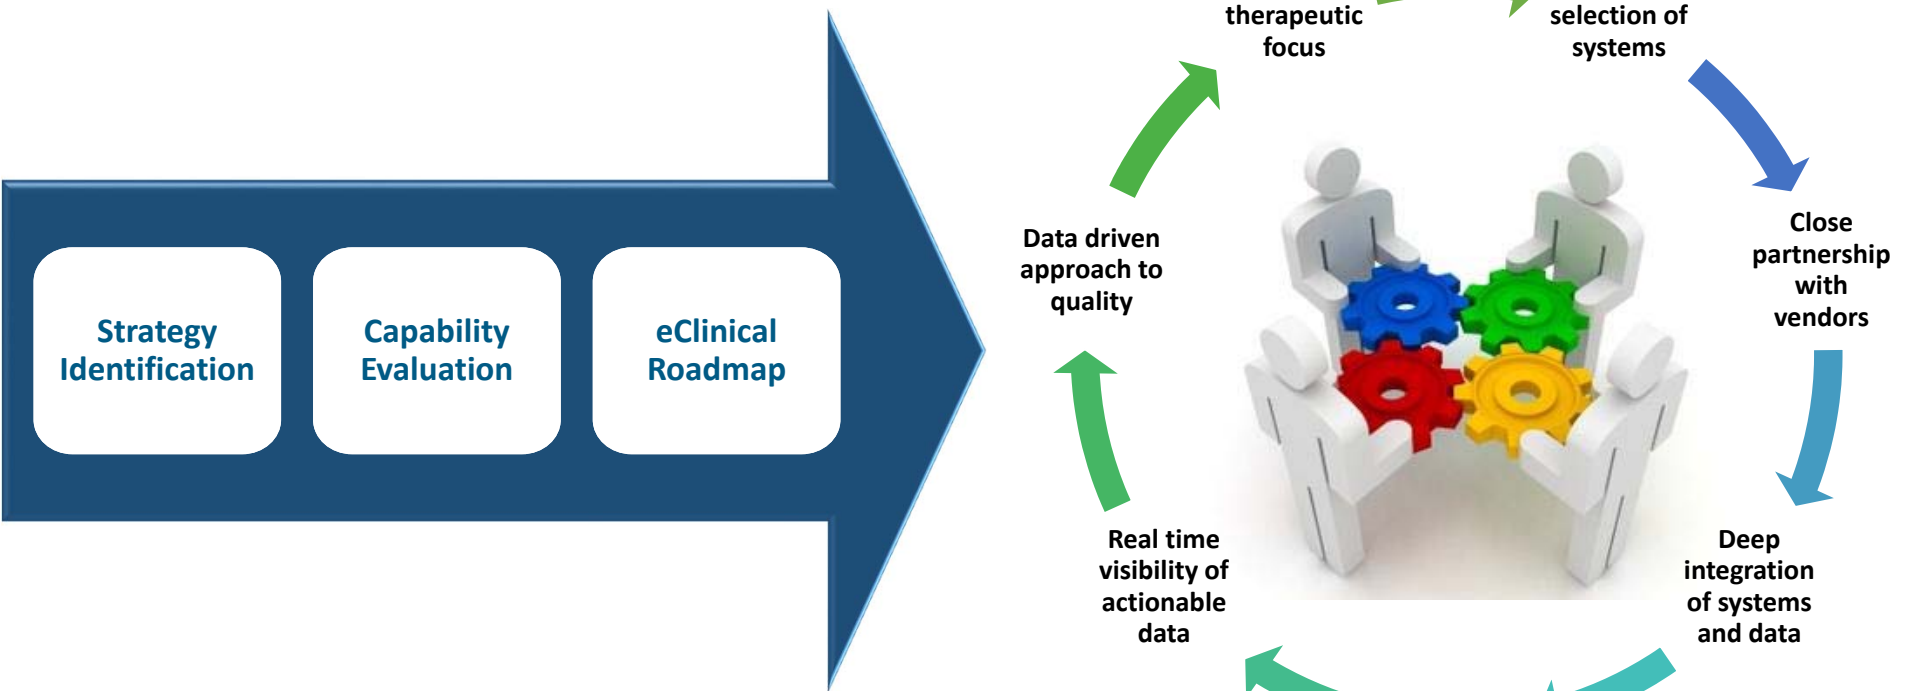 Strategy
Identification
Capability
Evaluation
eClinical
Roadmap
therapeutic
focus
selection of
systems
Close
partnership
with
vendors
Deep
integration
of systems
and data
Real time
visibility of
actionable
data
Data driven
approach to
quality